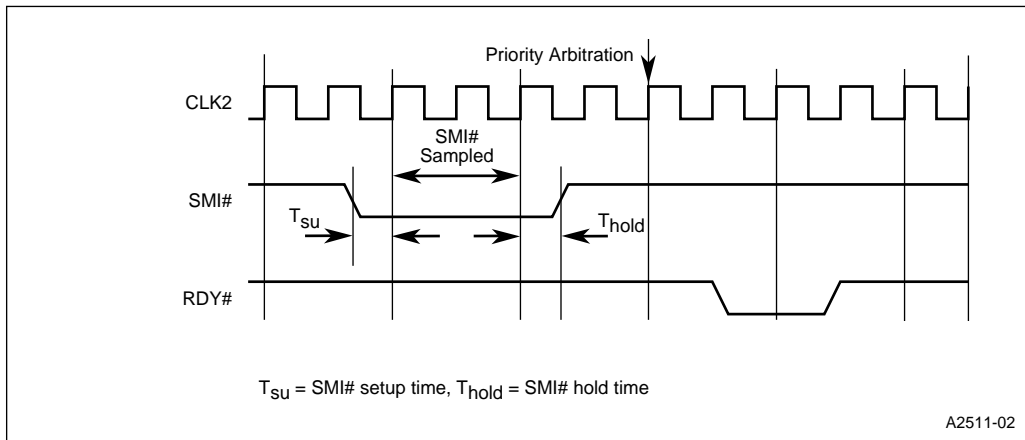 Priority Arbitration
CLK2
SMI#
Sampled
SMI#
Tsu
Thold
RDY#
Tsu = SMI# setup time, Thold = SMI# hold time
A2511-02